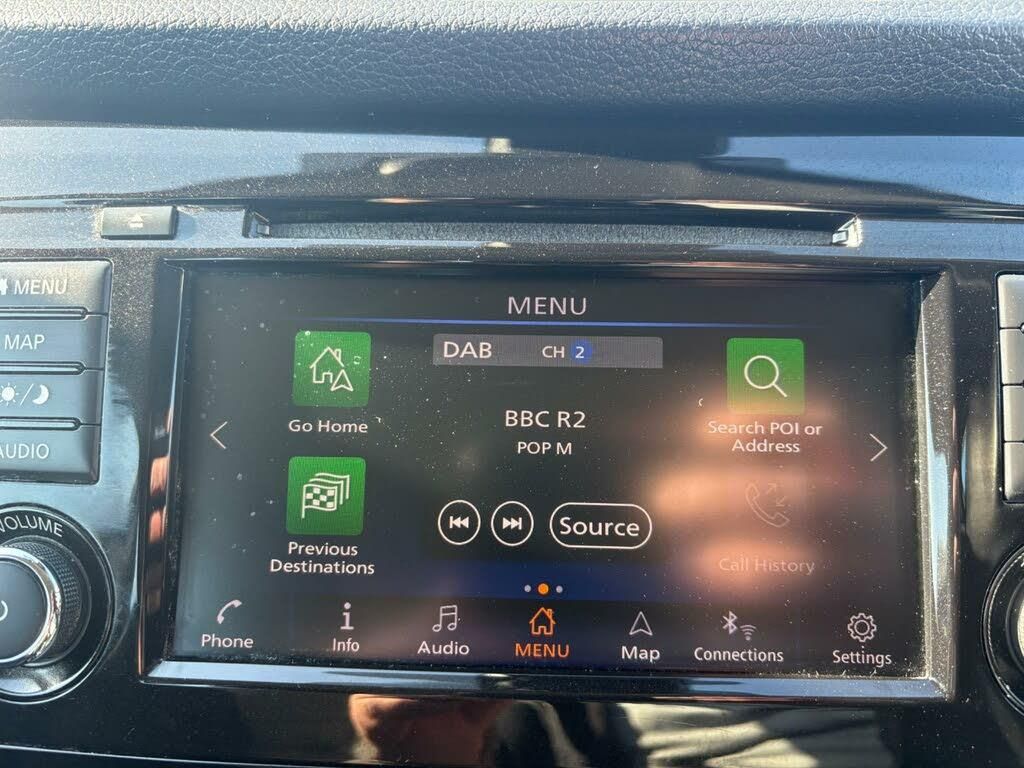 MENU
MAP
AUDIO
VOLUME
MENU
DAB CH 2
Go Home
BBC R2
POP M
Search POI or
Address
Previous
Destinations
Source
Call History
Phone
Info
Audio
MENU
Map
Connections
Settings